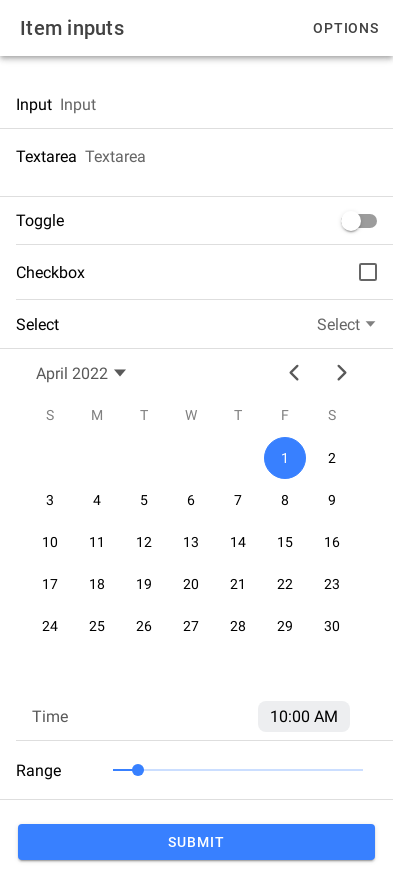 Item inputs OPTIONS
Input Input
Textarea Textarea
Toggle
Checkbox
Select Select
April 2022
S M T W T F S
1 2
3 4 5 6 7 8 9
10 11 12 13 14 15 16
17 18 19 20 21 22 23
24 25 26 27 28 29 30
Time 10:00 AM
Range
SUBMIT